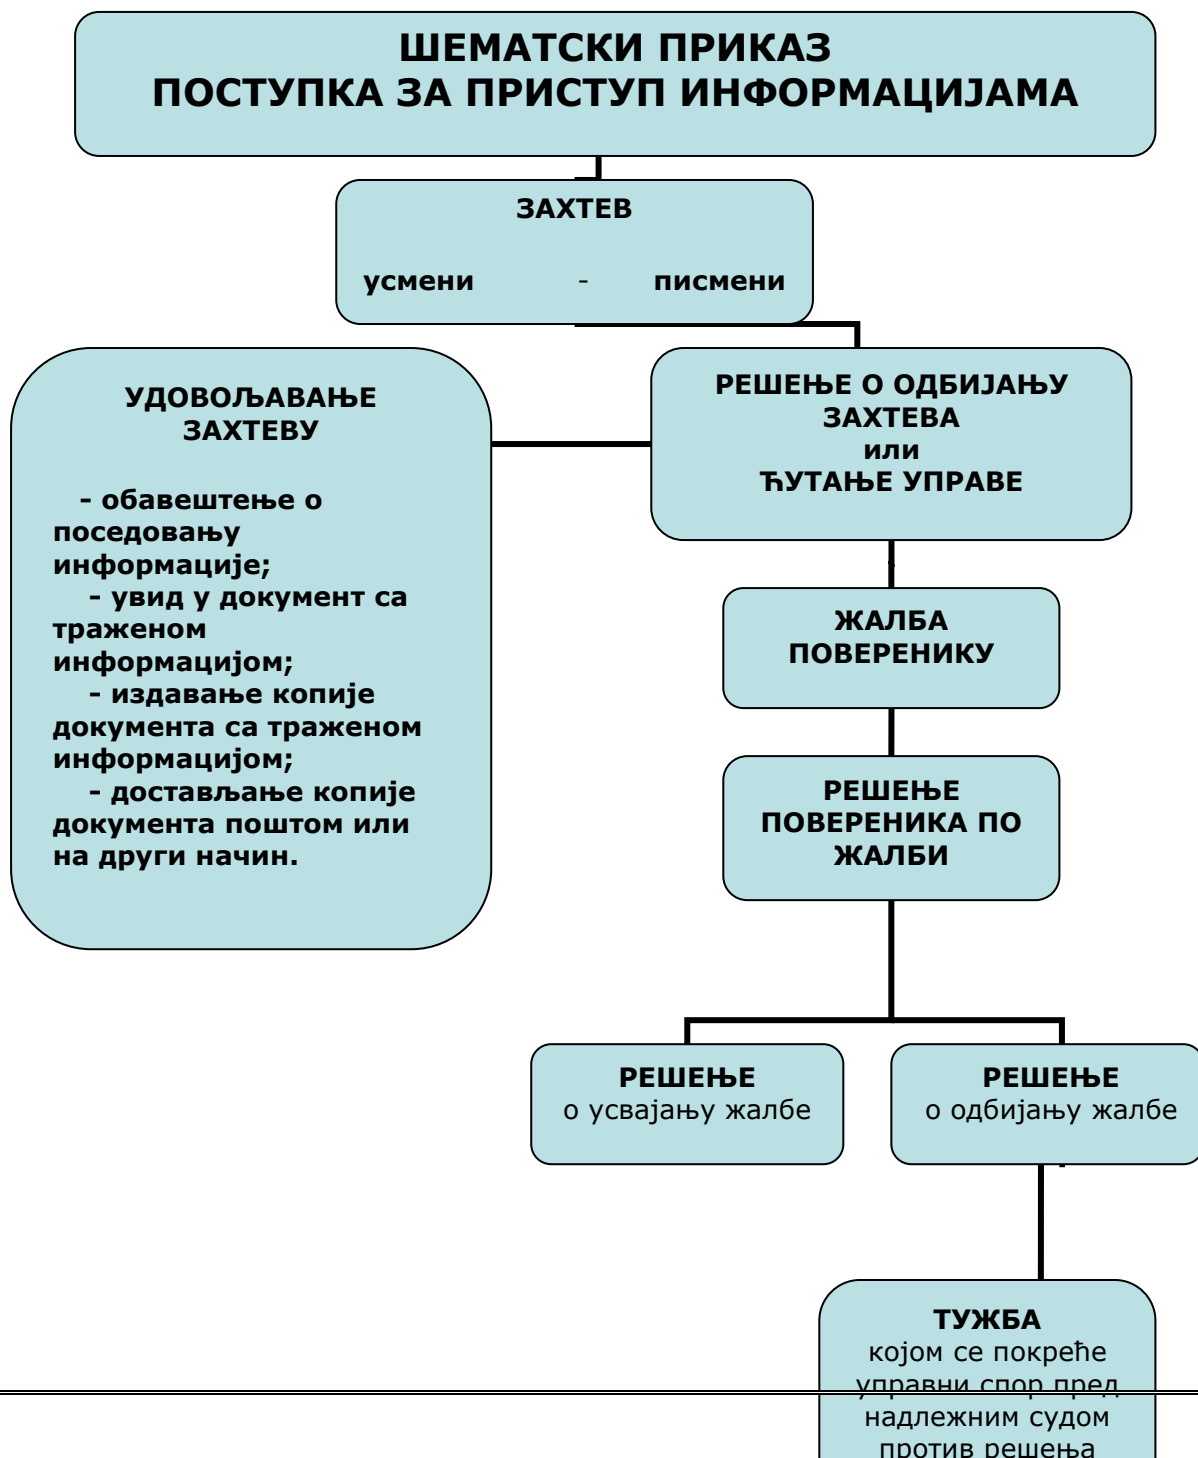 ШЕМАТСКИ ПРИКАЗ
ПОСТУПКА ЗА ПРИСТУП ИНФОРМАЦИЈАМА
ЗАХТЕВ
усмени - писмени
УДОВОЉАВАЊЕ
ЗАХТЕВУ
- обавештење о
поседовању
информације;
- увид у документ са
траженом
информацијом;
- издавање копије
документа са траженом
информацијом;
- достављање копије
документа поштом или
на други начин.
РЕШЕЊЕ О ОДБИЈАЊУ
ЗАХТЕВА
или
ЋУТАЊЕ УПРАВЕ
ЖАЛБА
ПОВЕРЕНИКУ
РЕШЕЊЕ
ПОВЕРЕНИКА ПО
ЖАЛБИ
РЕШЕЊЕ
о усвајању жалбе
РЕШЕЊЕ
о одбијању жалбе
ТУЖБА
којом се покреће
управни спор пред
надлежним судом
против решења